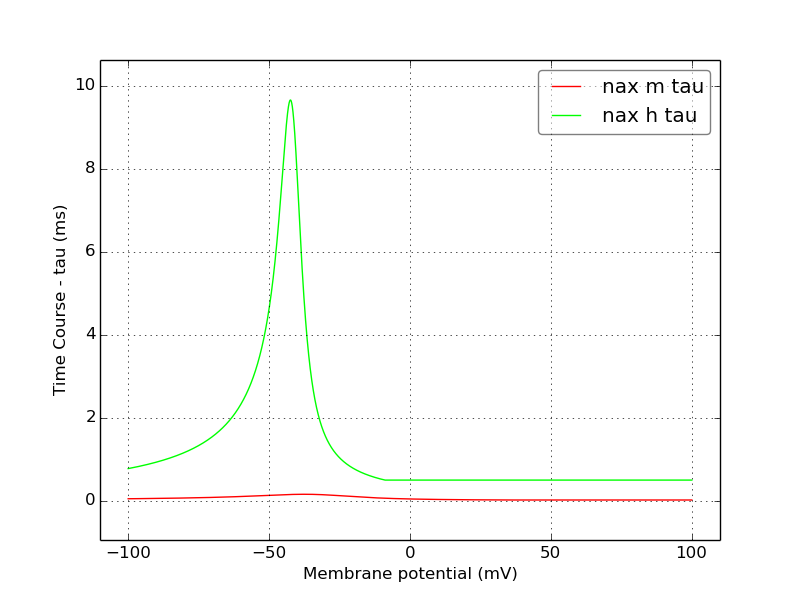 10
8
6
4
2
0
−100
−50
0
50
100
Time Course - tau (ms)
Membrane potential (mV)
nax m tau
nax h tau